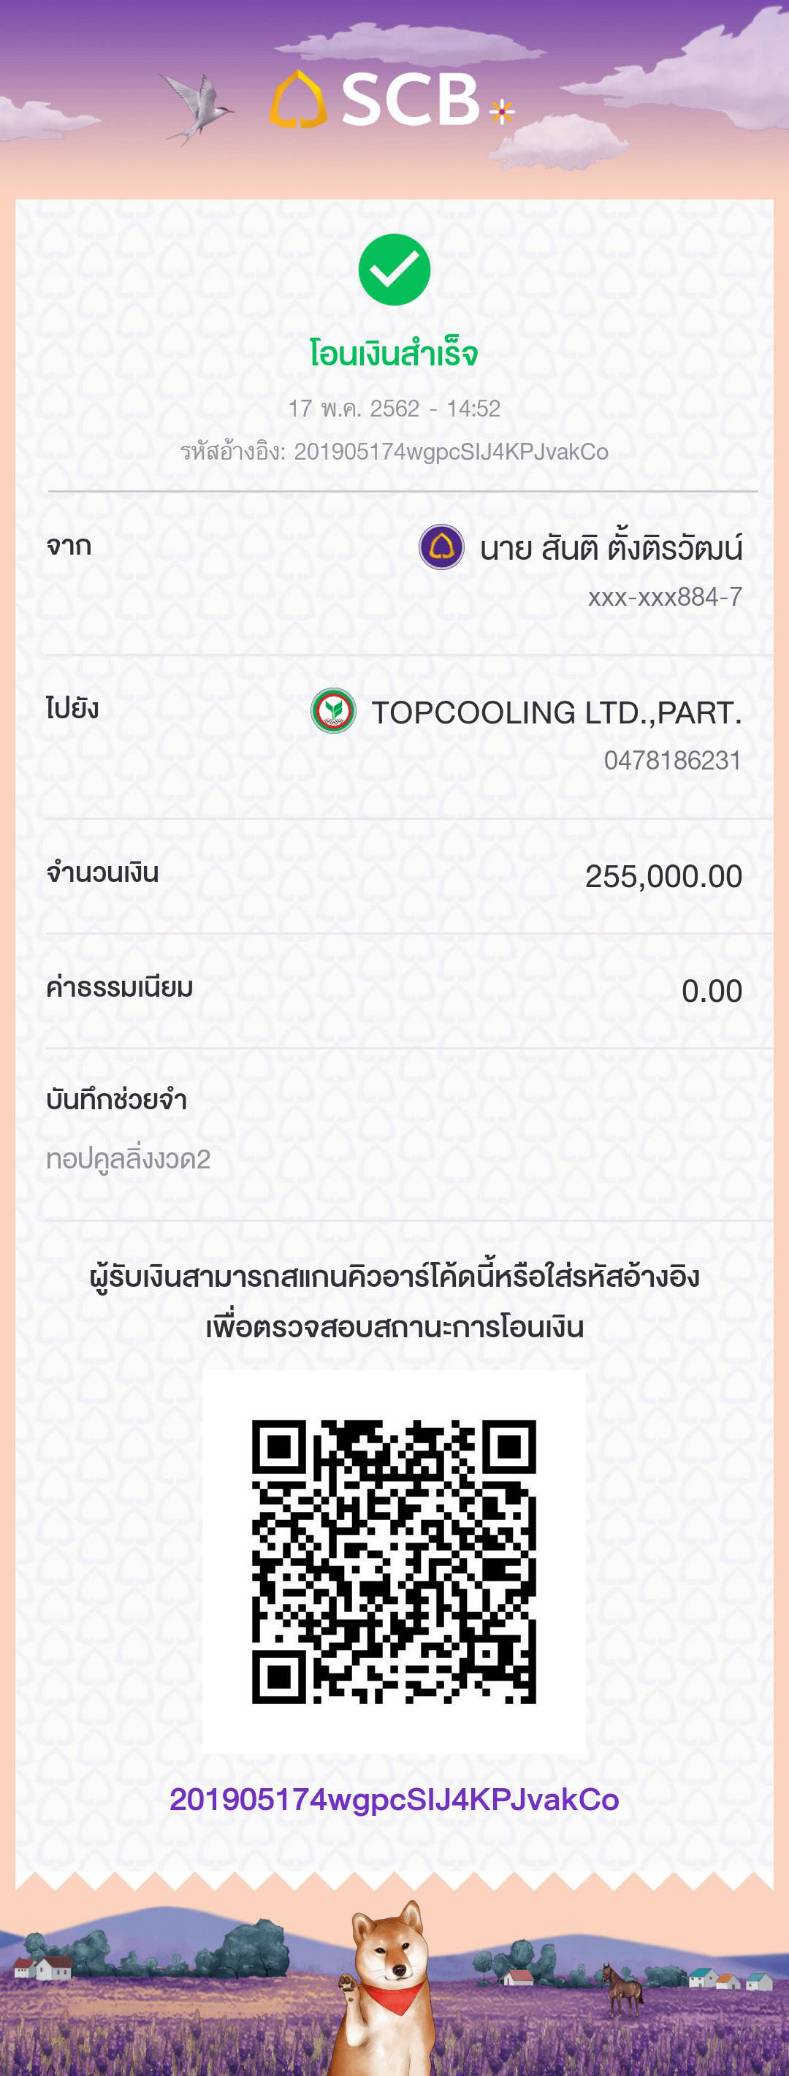 SCB
โอนเงินสำเร็จ
17 พ.ค. 2562 - 14:52
รหัสอ้างอิง: 201905174wgpcSIJ4KPJvakCo
จาก
นาย สันติ ตั้งติรวัฒน์
xxx-xxx884-7
ไปยัง
TOPCOOLING LTD.,PART.
0478186231
จำนวนเงิน
255,000.00
ค่าธรรมเนียม
0.00
บันทึกช่วยจำ
ทอปคูลลิ่งงวด2
ผู้รับเงินสามารถสแกนคิวอาร์โค้ดนี้หรือใส่รหัสอ้างอิง
เพื่อตรวจสอบสถานะการโอนเงิน
201905174wgpcSIJ4KPJvakCo